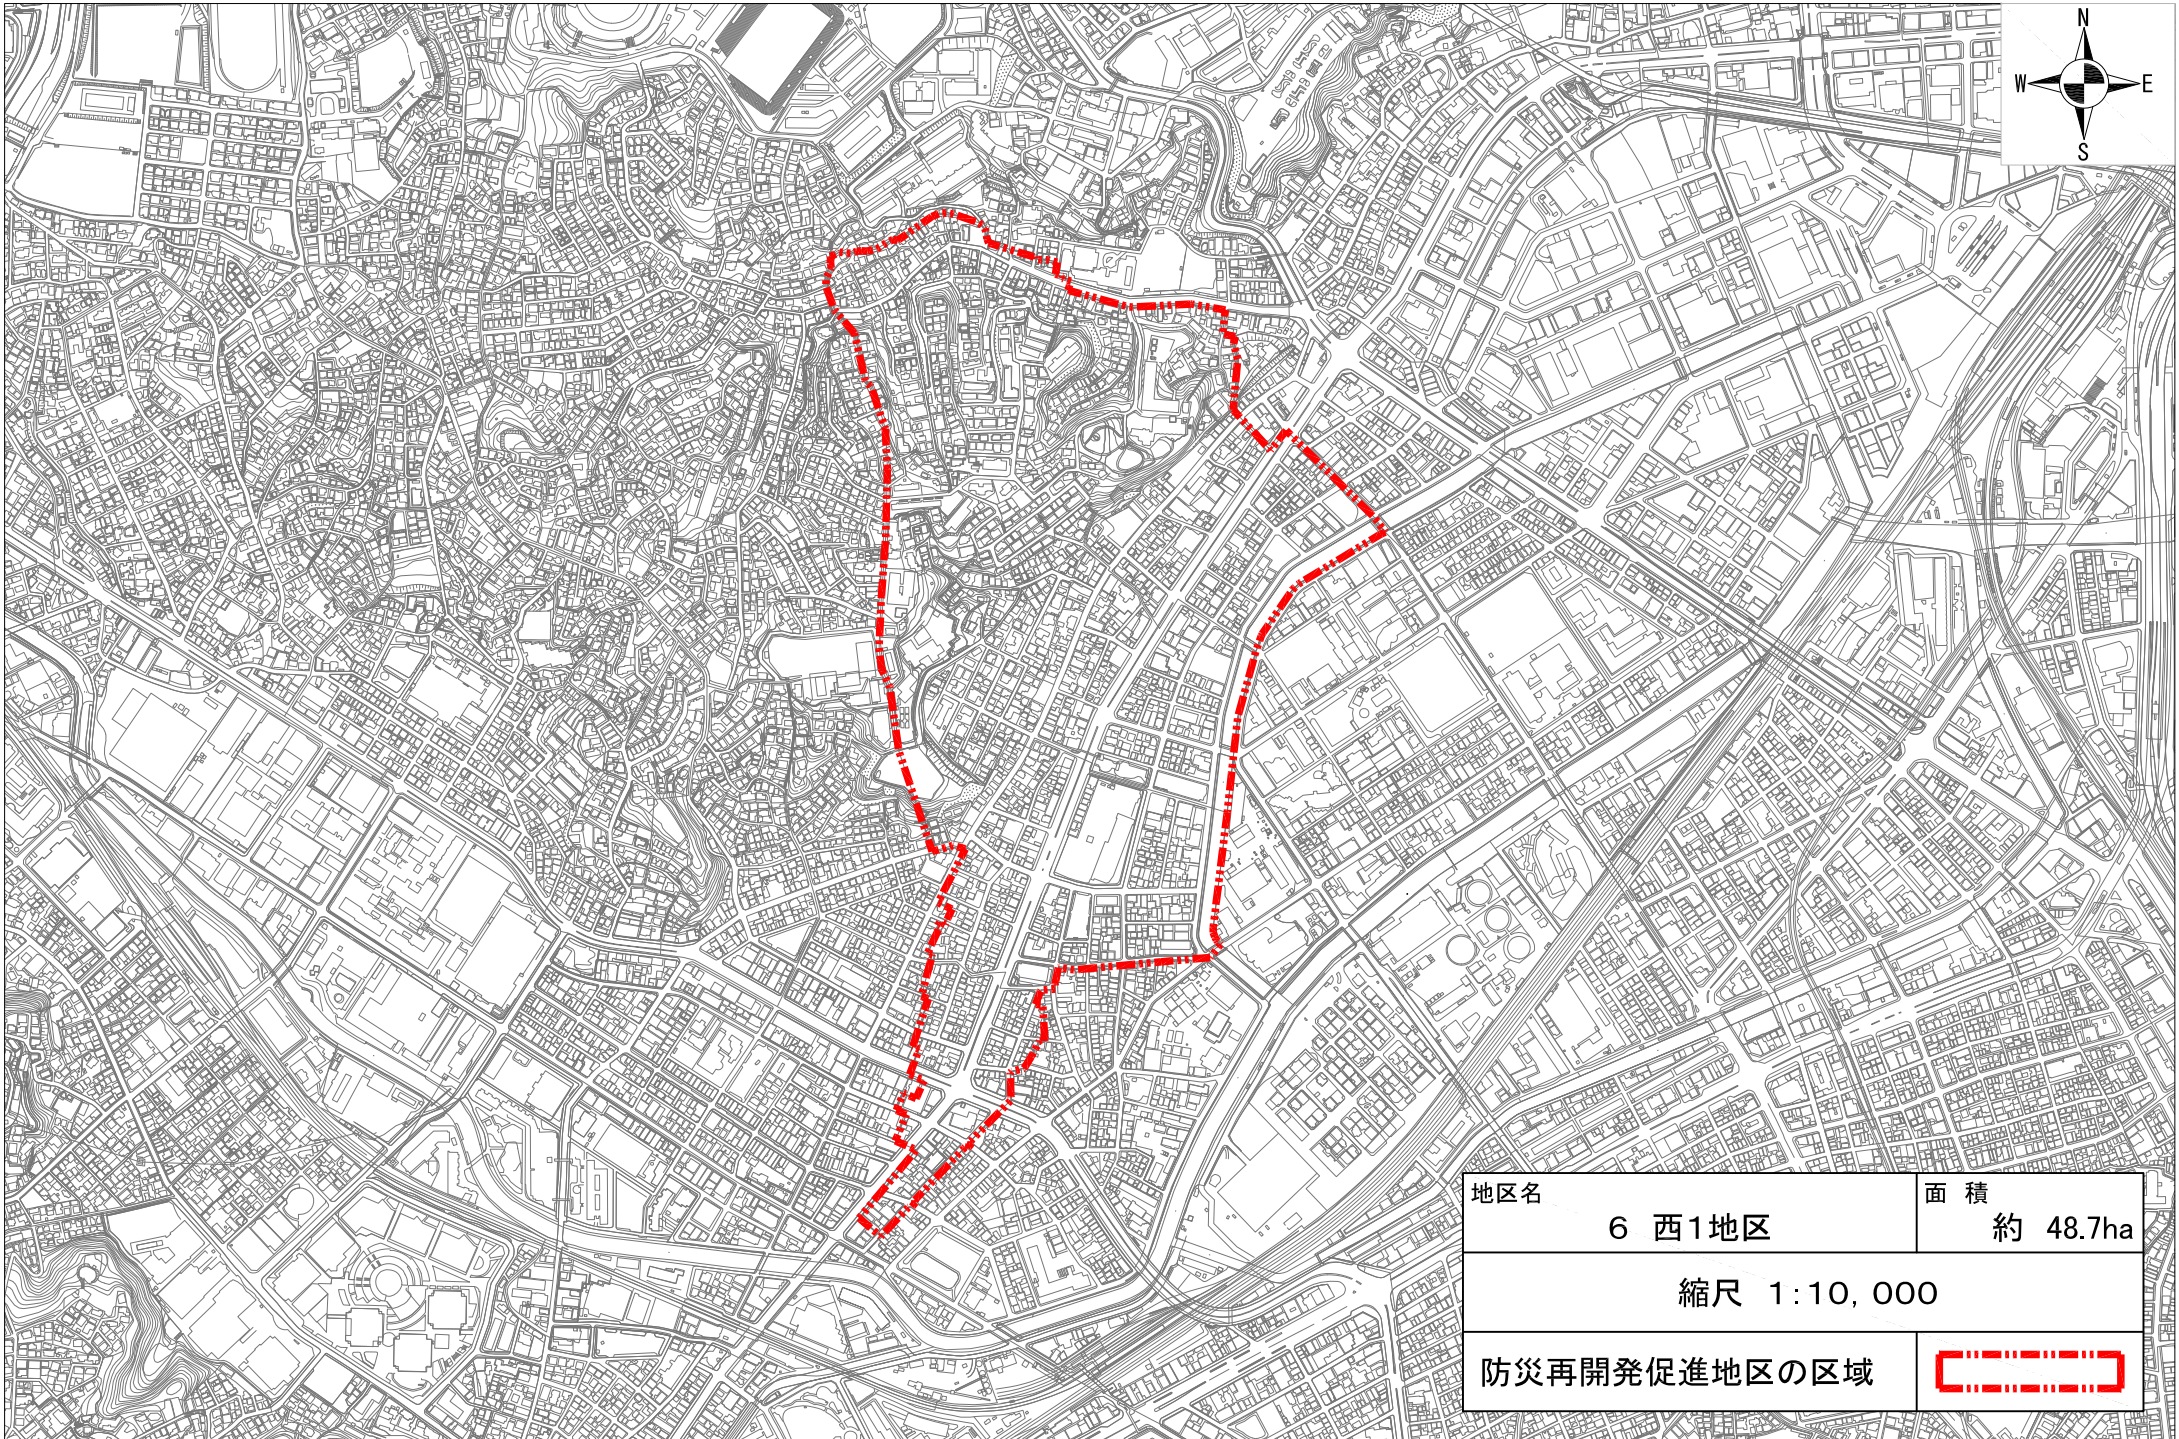 N
W E
S
地区名
6 西1地区
面 積
約 48.7ha
縮尺 1:10,000
防災再開発促進地区の区域